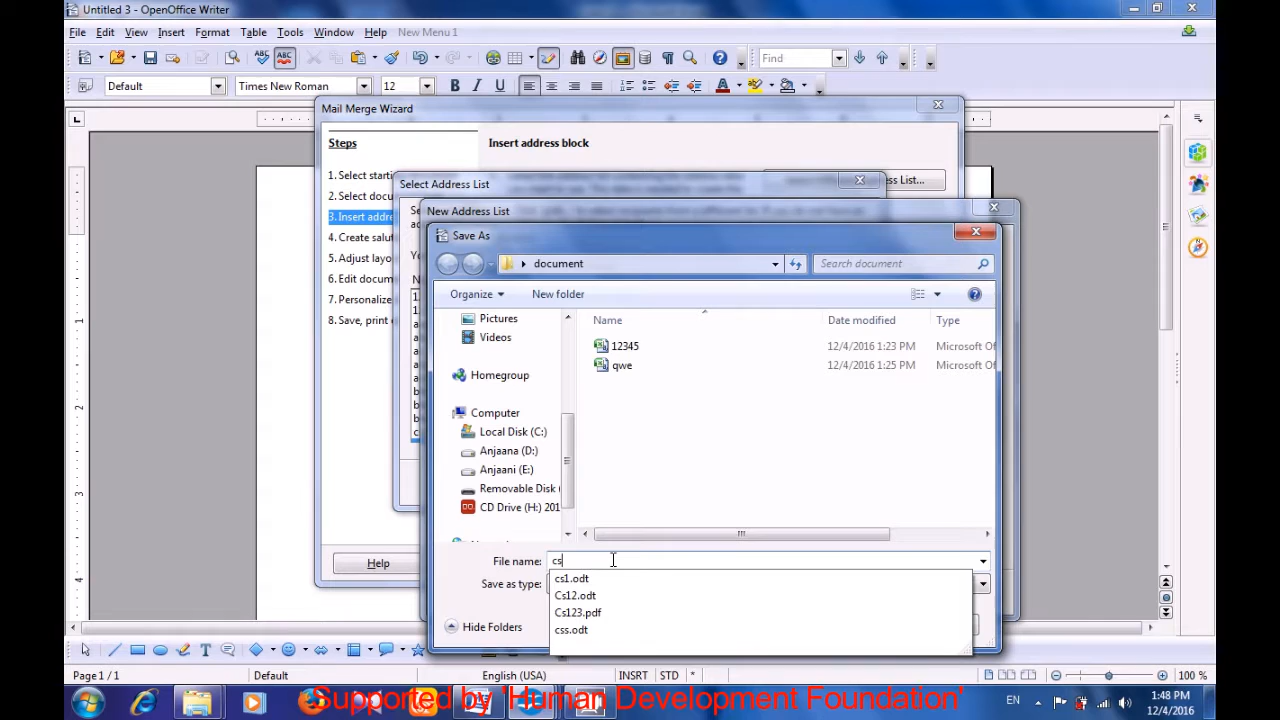 Untitled 3 - OpenOffice Writer
File Edit View Insert Format Table Tools Window Help New Menu 1
Find
Default Times New Roman 12
Mail Merge Wizard
Steps
Insert address block
1. Select starti
ess List...
2. Select docu
Select Address List
3. Insert addre
New Address List
Save As
4. Create salut
document
Search document
5. Adjust layo
6. Edit docum
Organize
New folder
7. Personalize
8. Save, print
Pictures
Videos
Homegroup
Computer
Local Disk (C:)
Anjaana (D:)
Anjaani (E:)
Removable Disk (
CD Drive (H:) 201
Name Date modified Type
12345 12/4/2016 1:23 PM Microsoft Of
qwe 12/4/2016 1:25 PM Microsoft Of
File name: cs
Save as type:
cs1.odt
Cs12.odt
Cs123.pdf
css.odt
Help
Hide Folders
Page 1 / 1 Default English (USA) INSRT STD * 100 %
Supported by 'Human Development Foundation'
EN
1:48 PM
12/4/2016